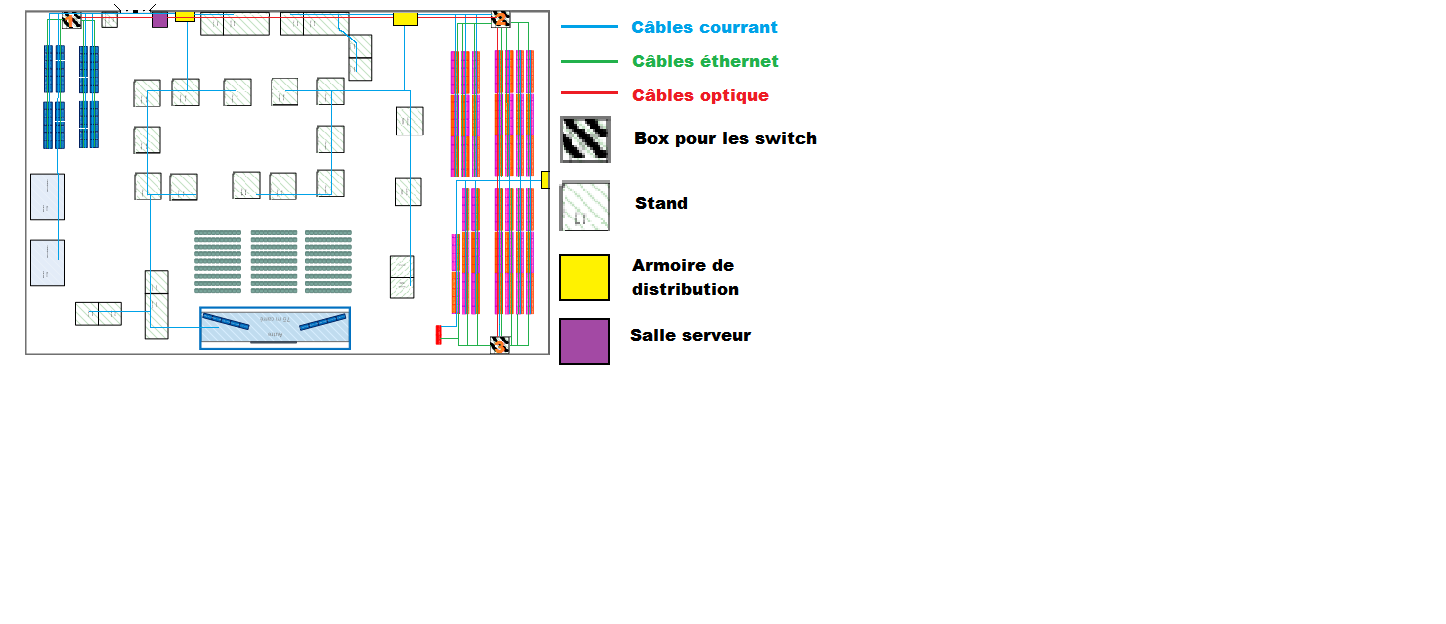 Câbles courrant
Câbles éthernet
Câbles optique
Box pour les switch
Stand
Armoire de
distribution
Salle serveur